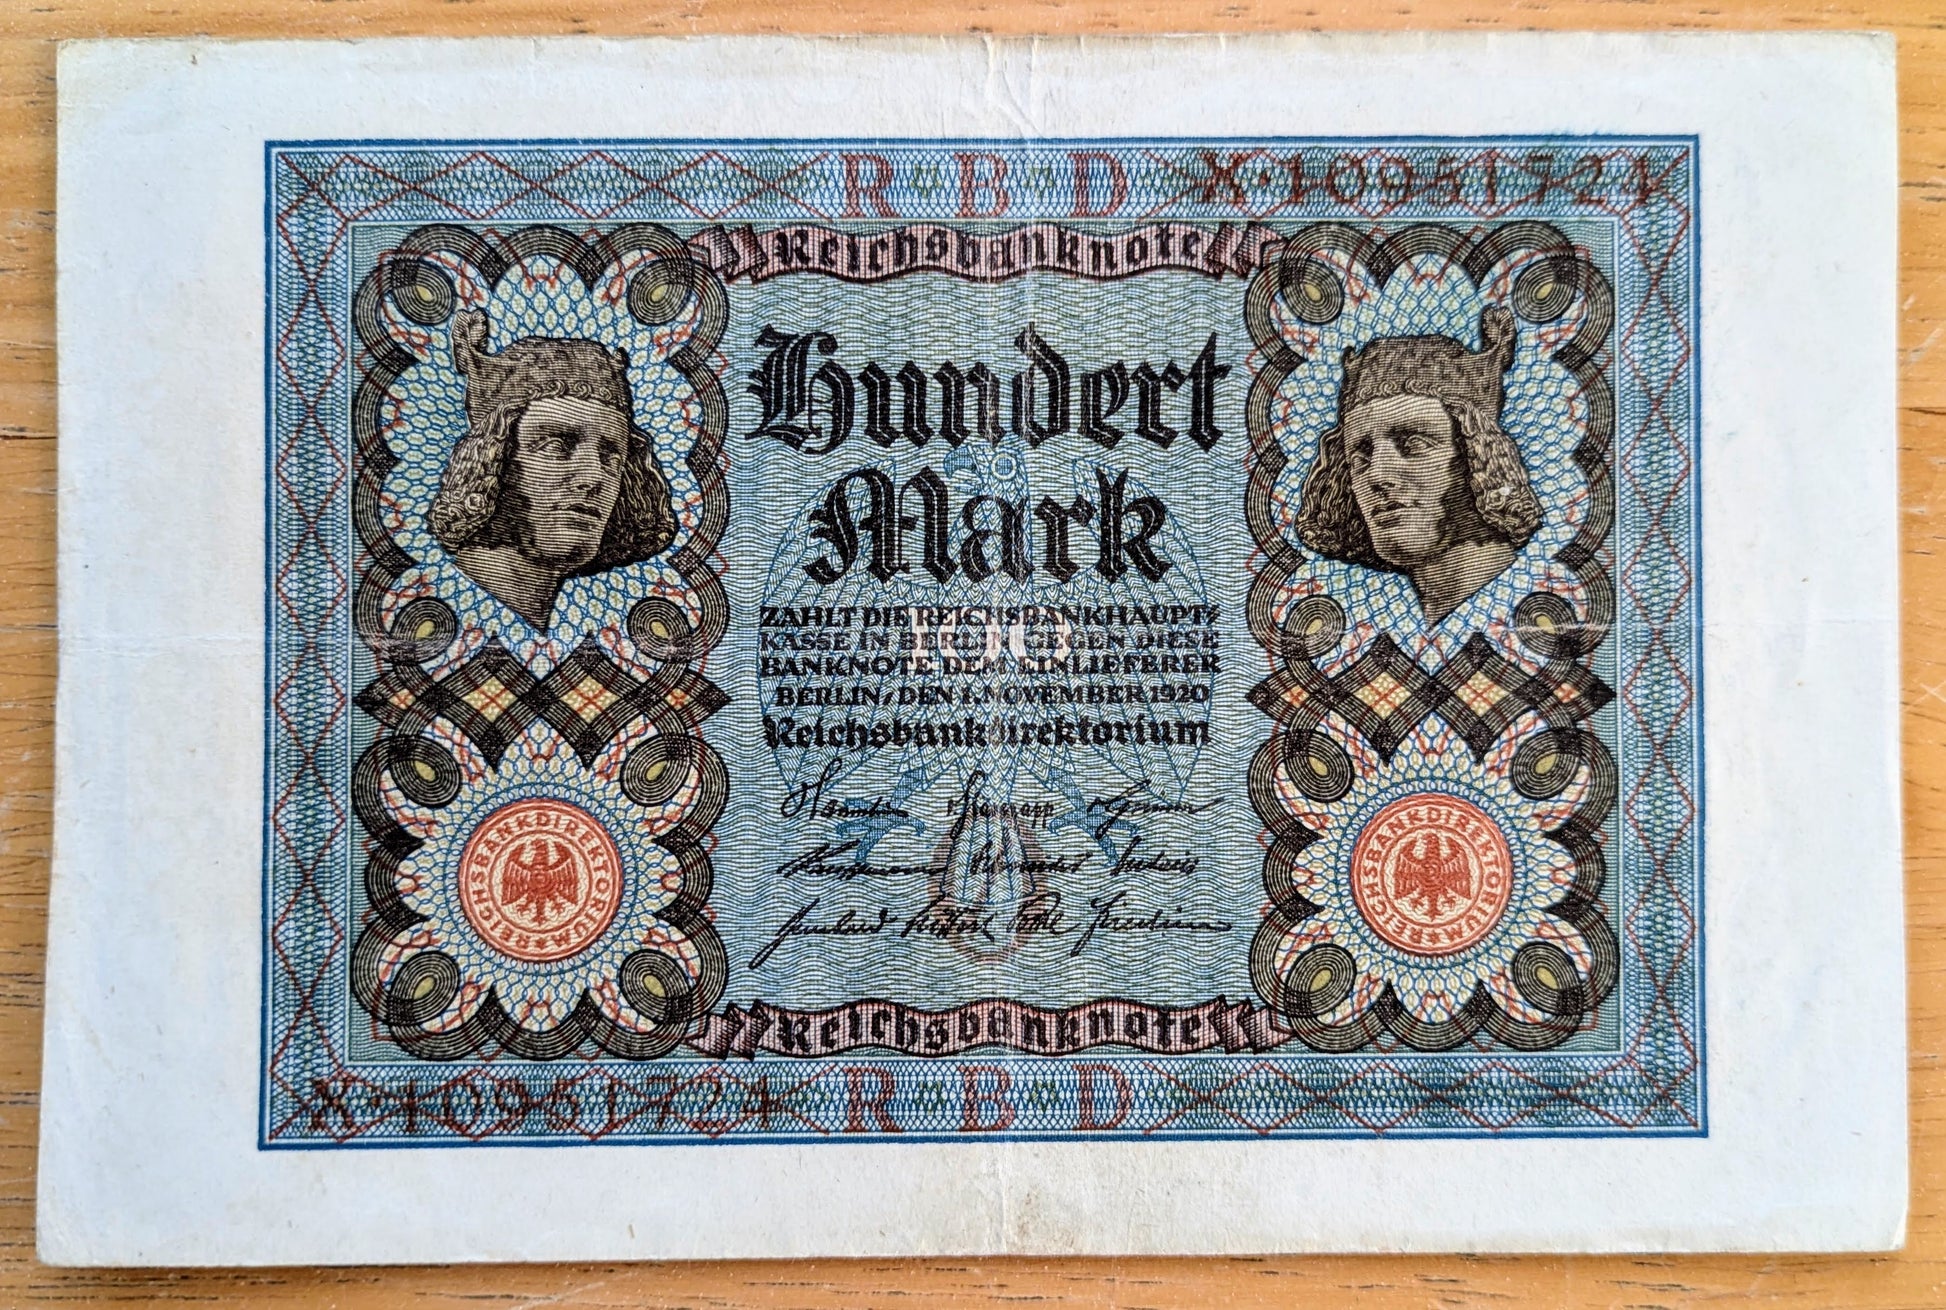 R B D X·10951724
Reichsbanknote
Hundert
Mark
ZAHLT DIE REICHSBANKHAUPT⸗
KASSE IN BERLIN GEGEN DIESE
BANKNOTE DEM EINLIEFERER
BERLIN, DEN 1. NOVEMBER 1920
Reichsbankdirektorium
REICHSBANKDIREKTORIUM
REICHSBANKDIREKTORIUM
Reichsbanknote
X·10951724 R B D